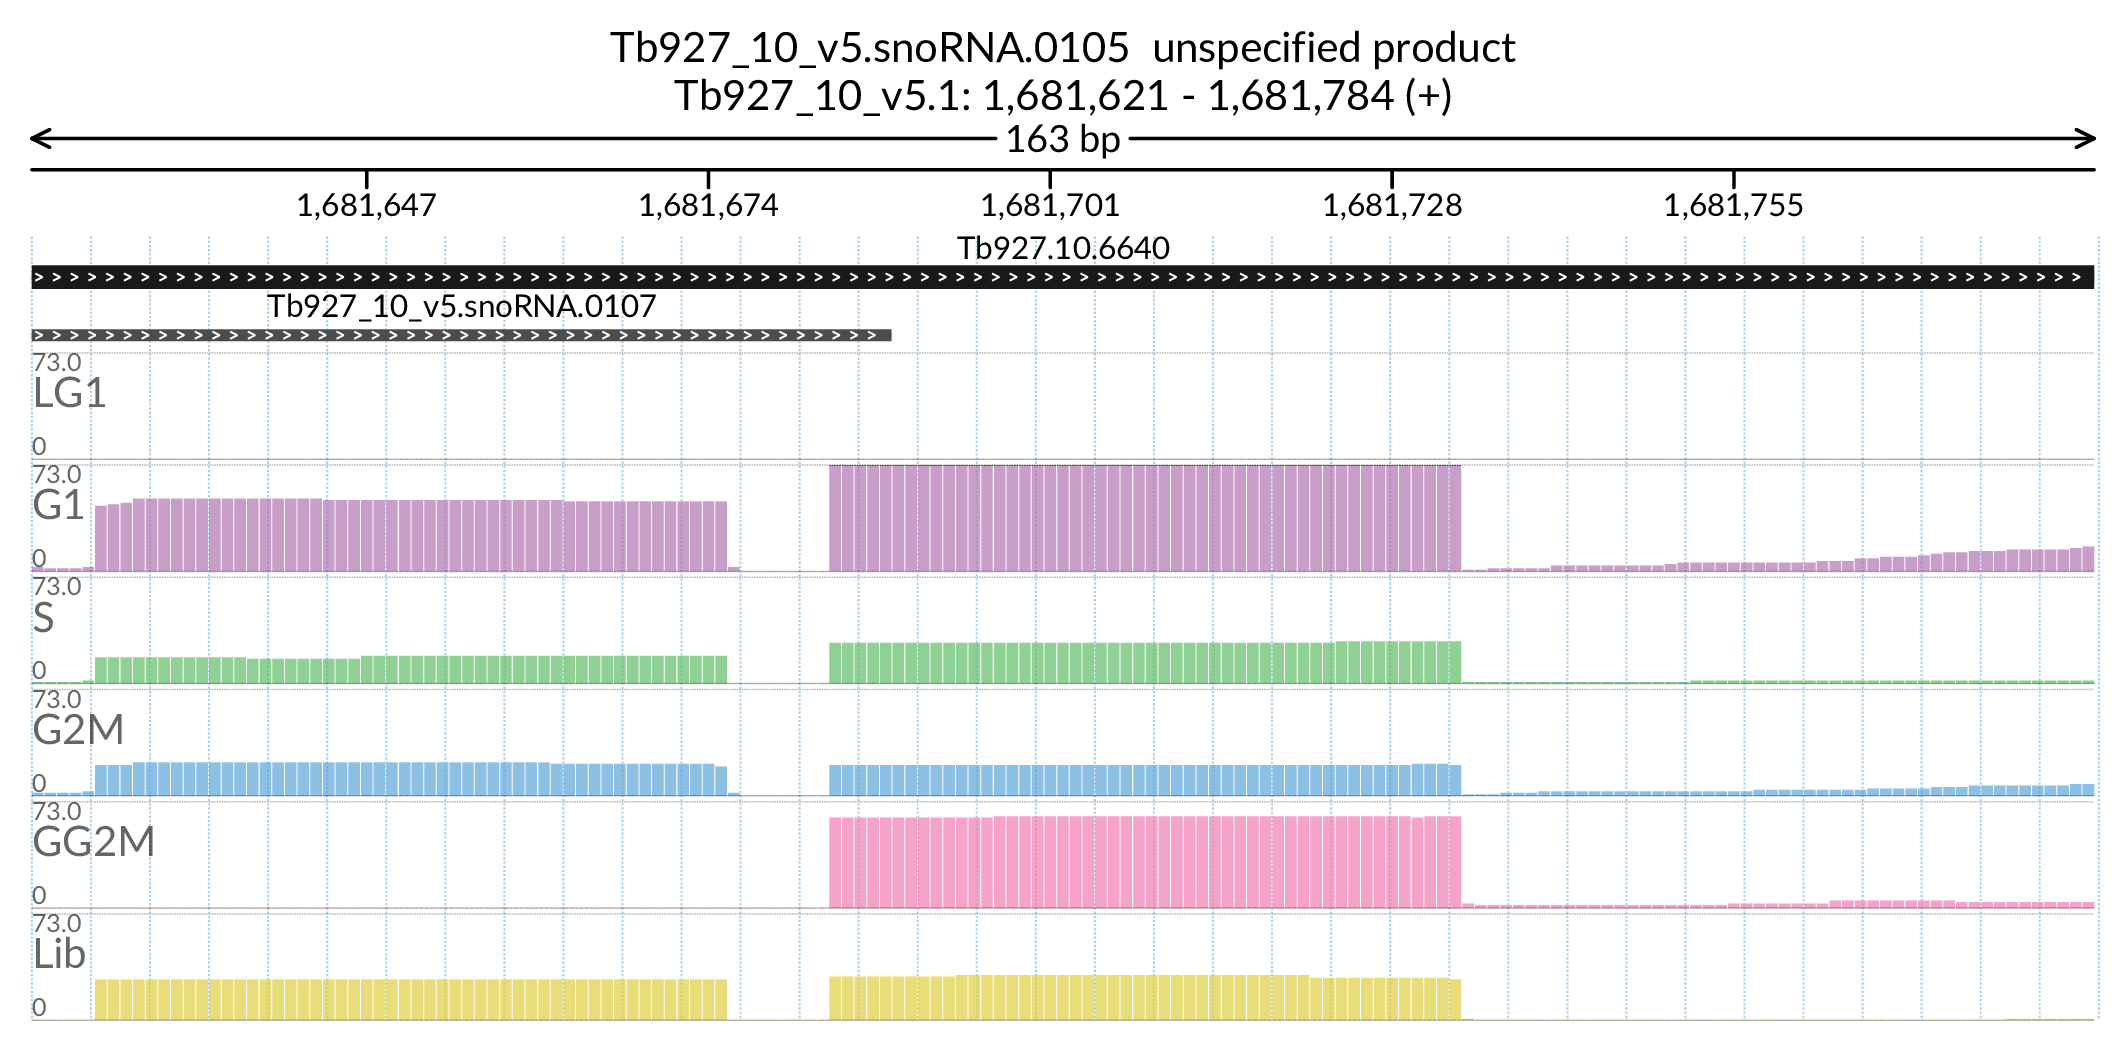 Tb927_10_v5.snoRNA.0105  unspecified product
Tb927_10_v5.1: 1,681,621 - 1,681,784 (+)
163 bp
1,681,647 1,681,674 1,681,701 1,681,728 1,681,755
Tb927.10.6640
Tb927_10_v5.snoRNA.0107
73.0
LG1
0
73.0
G1
0
73.0
S
0
73.0
G2M
0
73.0
GG2M
0
73.0
Lib
0